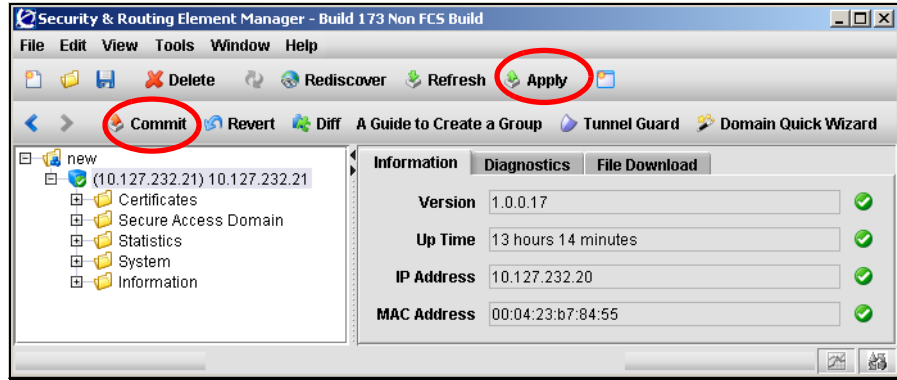 Security & Routing Element Manager - Build 173 Non FCS Build
File Edit View Tools Window Help
Delete Rediscover Refresh Apply
Commit Revert Diff A Guide to Create a Group Tunnel Guard Domain Quick Wizard
new
(10.127.232.21) 10.127.232.21
Certificates
Secure Access Domain
Statistics
System
Information
Information Diagnostics File Download
Version 1.0.0.17
Up Time 13 hours 14 minutes
IP Address 10.127.232.20
MAC Address 00:04:23:b7:84:55